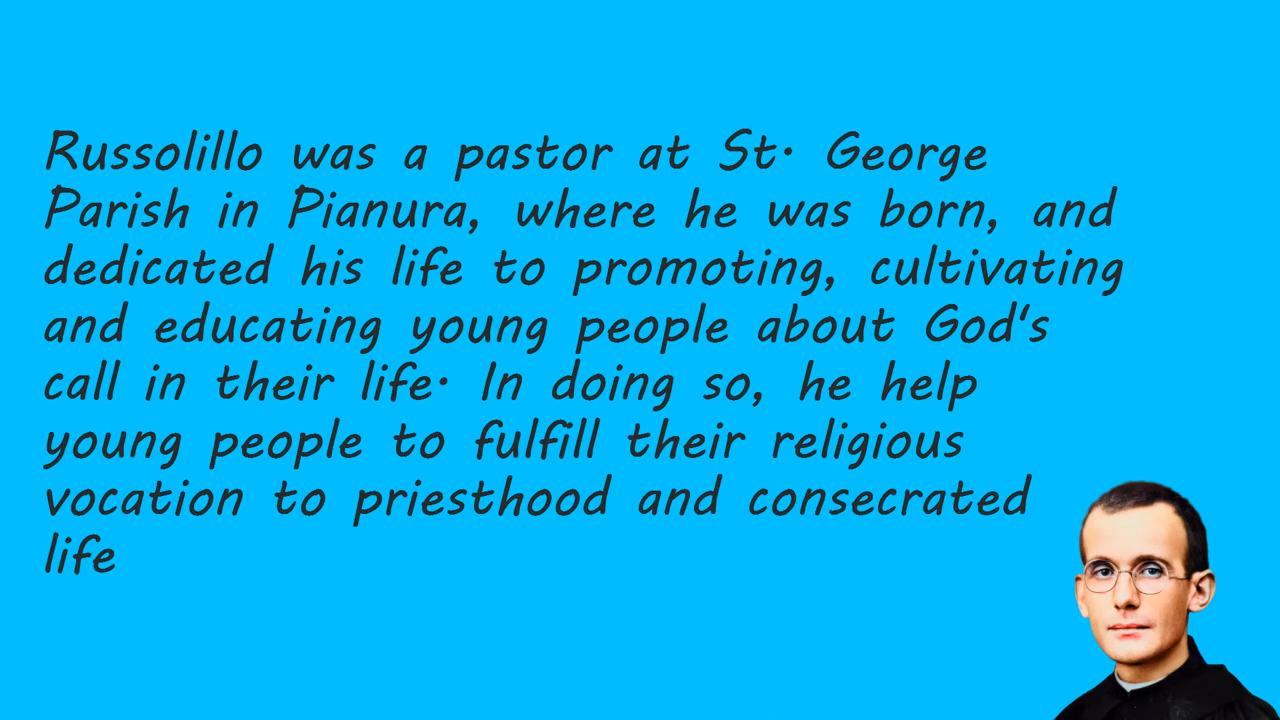 Russolillo was a pastor at St. George
Parish in Pianura, where he was born, and
dedicated his life to promoting, cultivating
and educating young people about God's
call in their life. In doing so, he help
young people to fulfill their religious
vocation to priesthood and consecrated
life